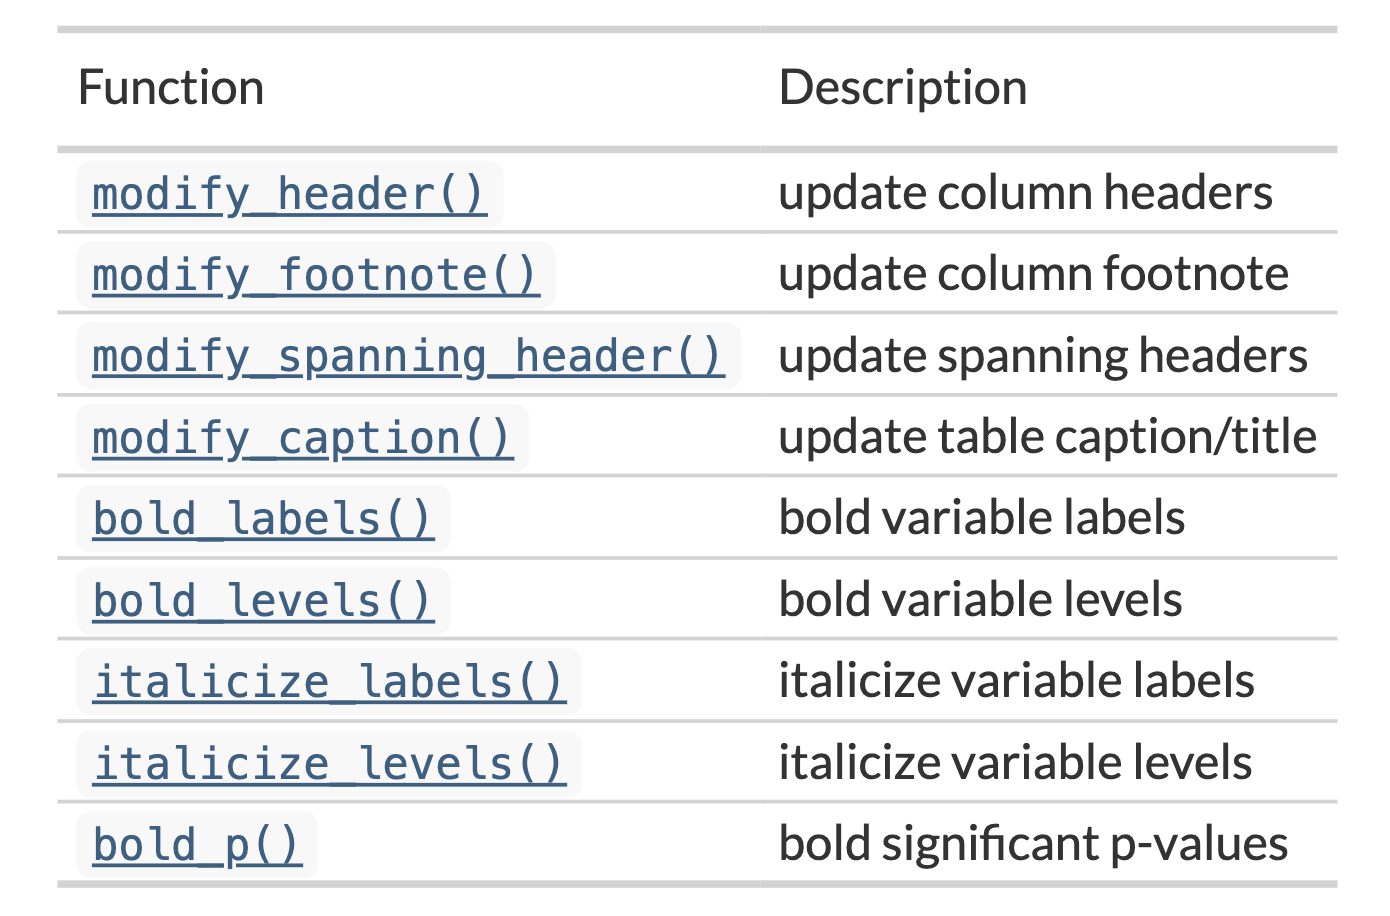 Function Description
modify_header() update column headers
modify_footnote() update column footnote
modify_spanning_header() update spanning headers
modify_caption() update table caption/title
bold_labels() bold variable labels
bold_levels() bold variable levels
italicize_labels() italicize variable labels
italicize_levels() italicize variable levels
bold_p() bold significant p-values